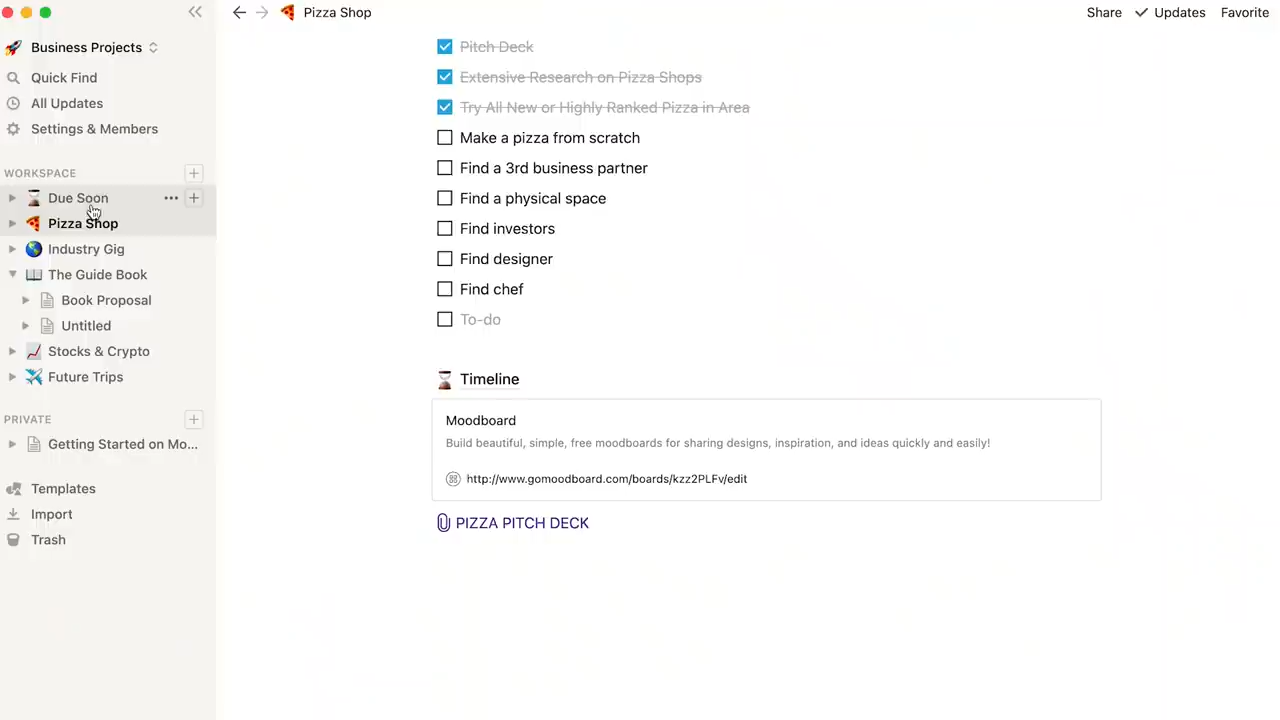 Pizza Shop
Share
Updates
Favorite
Business Projects
Quick Find
All Updates
Settings & Members
WORKSPACE
Due Soon
Pizza Shop
Industry Gig
The Guide Book
Book Proposal
Untitled
Stocks & Crypto
Future Trips
PRIVATE
Getting Started on Mo...
Templates
Import
Trash
Pitch Deck
Extensive Research on Pizza Shops
Try All New or Highly Ranked Pizza in Area
Make a pizza from scratch
Find a 3rd business partner
Find a physical space
Find investors
Find designer
Find chef
To-do
Timeline
Moodboard
Build beautiful, simple, free moodboards for sharing designs, inspiration, and ideas quickly and easily!
http://www.gomoodboard.com/boards/kzz2PLFv/edit
PIZZA PITCH DECK